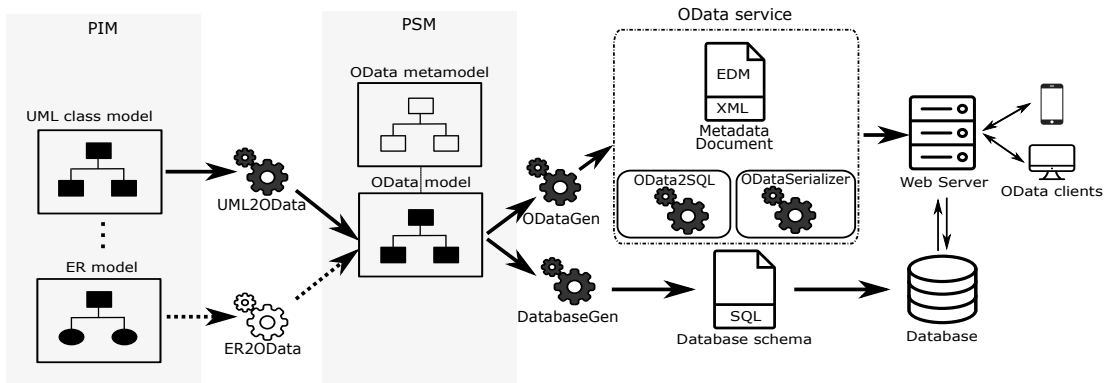 PIM
UML class model
ER model
UML2OData
ER2OData
PSM
OData metamodel
OData model
ODataGen
DatabaseGen
OData service
EDM
XML
Metadata
Document
OData2SQL
ODataSerializer
SQL
Database schema
Web Server
OData clients
Database